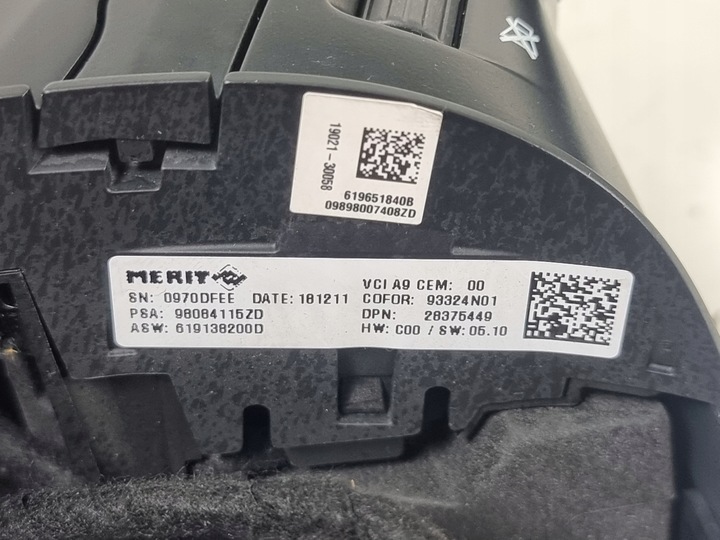 19021-30058
619651840B
09898007408ZD
MERIT
VCI A9 CEM: 00
SN: 0970DFEE DATE: 181211 COFOR: 93324N01
PSA: 98084115ZD DPN: 28375449
ASW: 619138200D HW: C00 / SW: 05.10